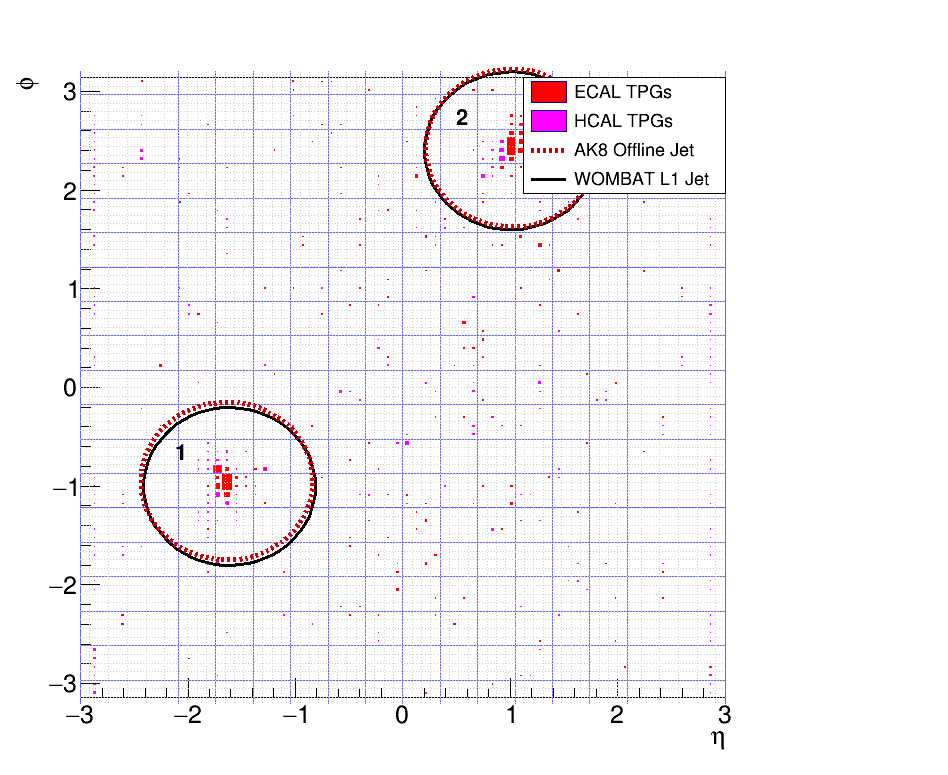 φ
3
2
1
0
−1
−2
−3
2
ECAL TPGs
HCAL TPGs
AK8 Offline Jet
WOMBAT L1 Jet
1
−3 −2 −1 0 1 2 3
η